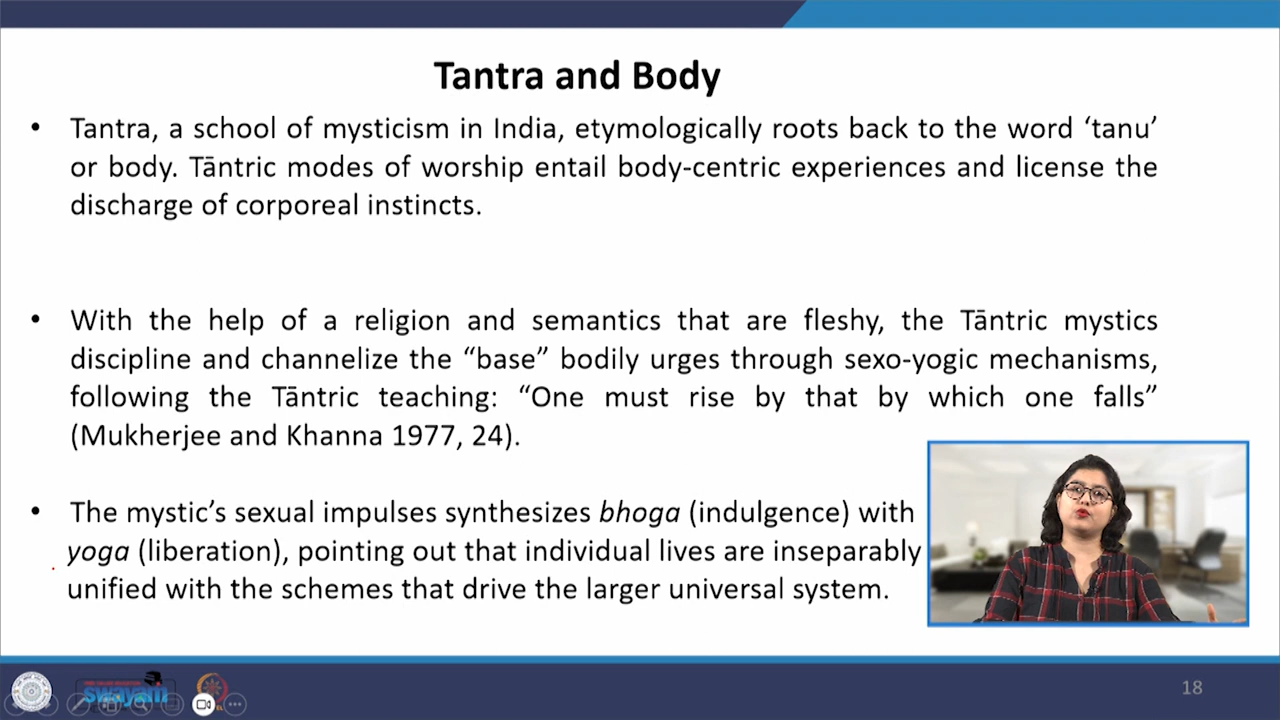 Tantra and Body
• Tantra, a school of mysticism in India, etymologically roots back to the word ‘tanu’
or body. Tāntric modes of worship entail body-centric experiences and license the
discharge of corporeal instincts.
• With the help of a religion and semantics that are fleshy, the Tāntric mystics
discipline and channelize the “base” bodily urges through sexo-yogic mechanisms,
following the Tāntric teaching: “One must rise by that by which one falls”
(Mukherjee and Khanna 1977, 24).
• The mystic’s sexual impulses synthesizes bhoga (indulgence) with
yoga (liberation), pointing out that individual lives are inseparably
unified with the schemes that drive the larger universal system.
swayam
18